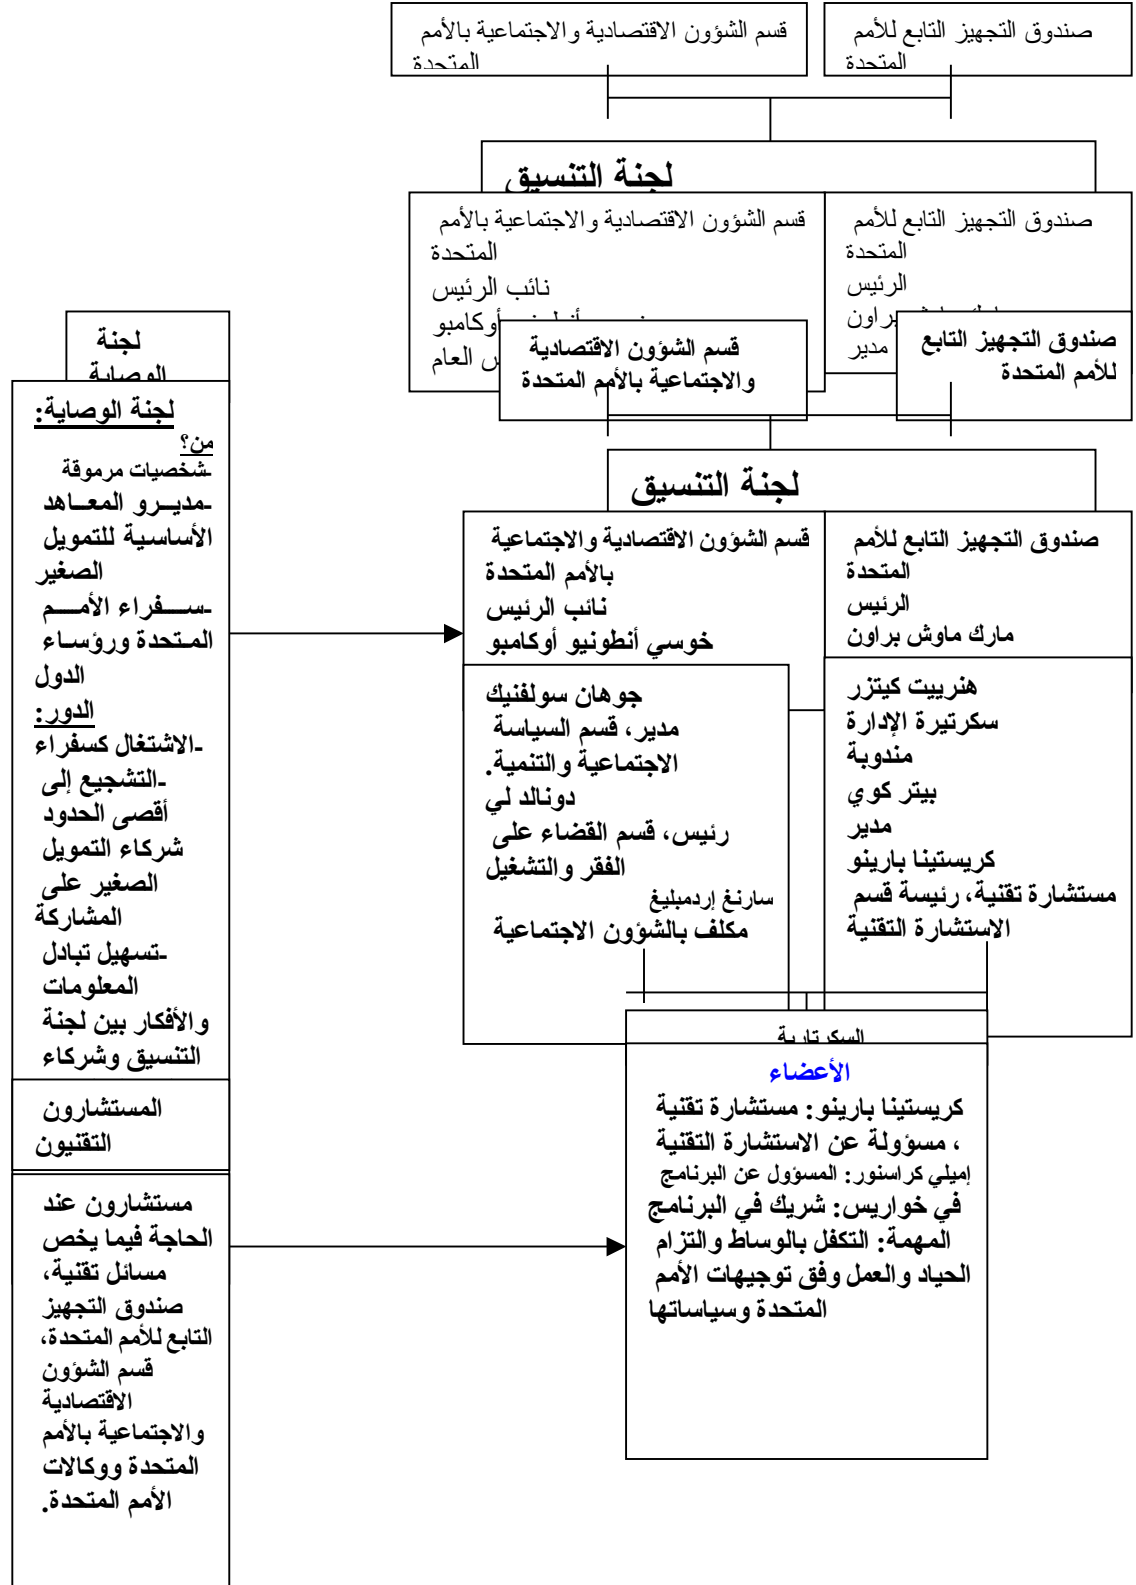 صندوق التجهيز التابع للأمم
المتحدة
قسم الشؤون الاقتصادية والاجتماعية بالأمم
المتحدة
لجنة التنسيق
صندوق التجهيز التابع للأمم
المتحدة
الرئيس
براون
مدير
قسم الشؤون الاقتصادية والاجتماعية بالأمم
المتحدة
نائب الرئيس
أوكامبو
العام
صندوق التجهيز التابع
للأمم المتحدة
قسم الشؤون الاقتصادية
والاجتماعية بالأمم المتحدة
لجنة التنسيق
صندوق التجهيز التابع للأمم
المتحدة
الرئيس
مارك ماوش براون
قسم الشؤون الاقتصادية والاجتماعية
بالأمم المتحدة
نائب الرئيس
خوسي أنطونيو أوكامبو
هنرييت كيتزر
سكرتيرة الإدارة
مندوبة
بيتر كوي
مدير
كريستينا بارينو
مستشارة تقنية، رئيسة قسم
الاستشارة التقنية
جوهان سولفنيك
مدير، قسم السياسة
الاجتماعية والتنمية.
دونالد لي
رئيس، قسم القضاء على
الفقر والتشغيل
سارنغ إردمبليغ
مكلف بالشؤون الاجتماعية
السكرتارية
الأعضاء
كريستينا بارينو: مستشارة تقنية
، مسؤولة عن الاستشارة التقنية
إميلي كراسنور: المسؤول عن البرنامج
في خواريس: شريك في البرنامج
المهمة: التكفل بالوساط والتزام
الحياد والعمل وفق توجيهات الأمم
المتحدة وسياساتها
لجنة
الوصاية
لجنة الوصاية:
من؟
-شخصيات مرموقة
-مديرو المعاهد
الأساسية للتمويل
الصغير
-سفراء الأمم
المتحدة ورؤساء
الدول
الدور:
-الاشتغال كسفراء
-التشجيع إلى
أقصى الحدود
شركاء التمويل
الصغير على
المشاركة
-تسهيل تبادل
المعلومات
والأفكار بين لجنة
التنسيق وشركاء
المستشارون
التقنيون
مستشارون عند
الحاجة فيما يخص
مسائل تقنية،
صندوق التجهيز
التابع للأمم المتحدة،
قسم الشؤون
الاقتصادية
والاجتماعية بالأمم
المتحدة ووكالات
الأمم المتحدة.